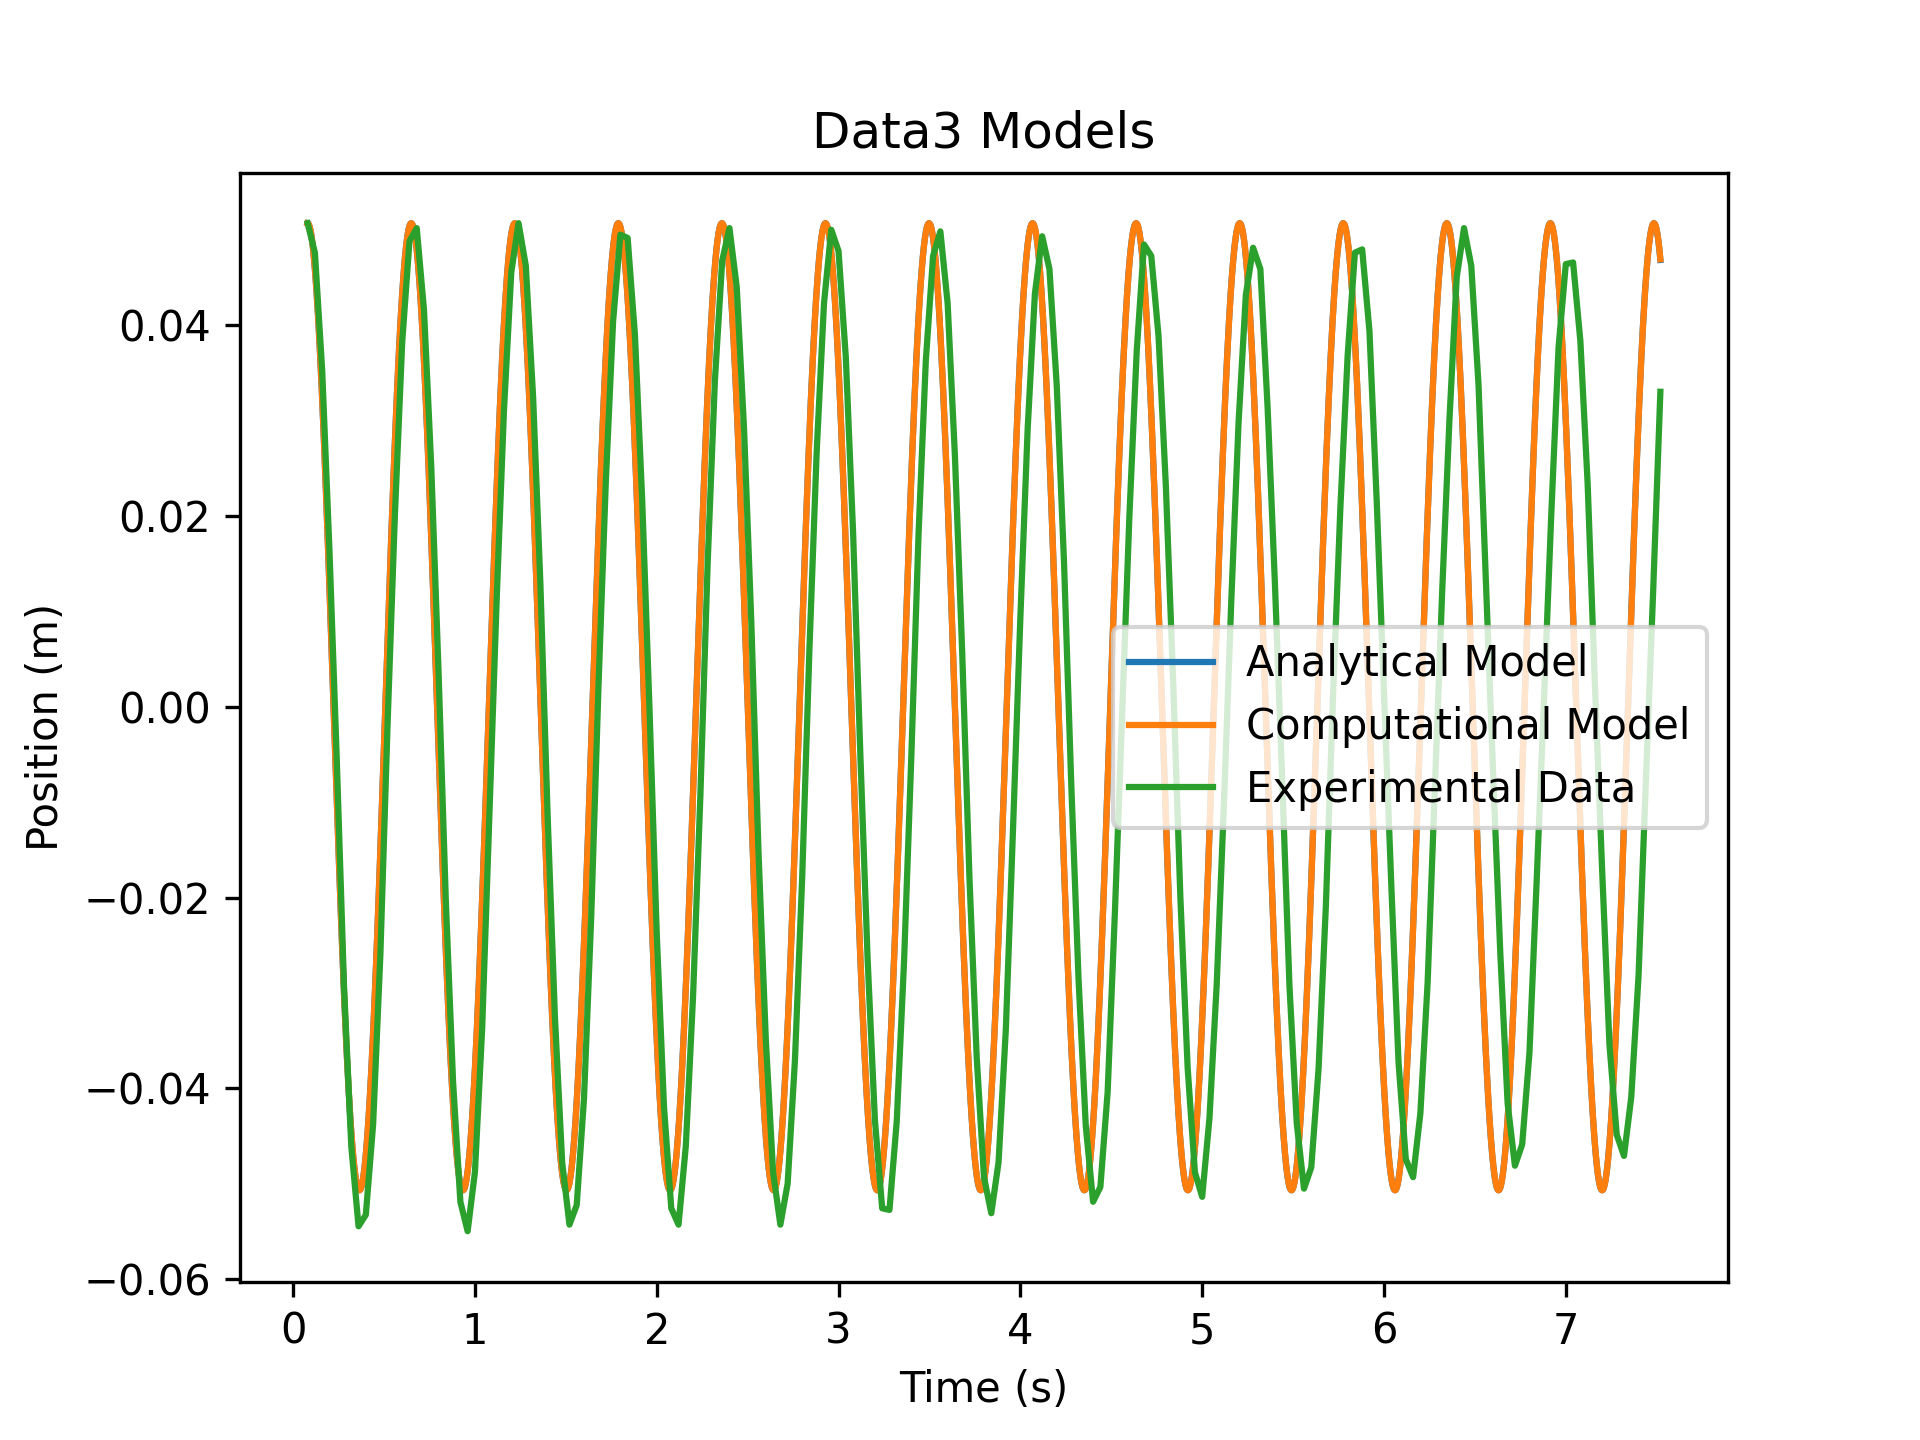 Data3 Models
Position (m)
0.04
0.02
0.00
−0.02
−0.04
−0.06
Analytical Model
Computational Model
Experimental Data
0 1 2 3 4 5 6 7
Time (s)